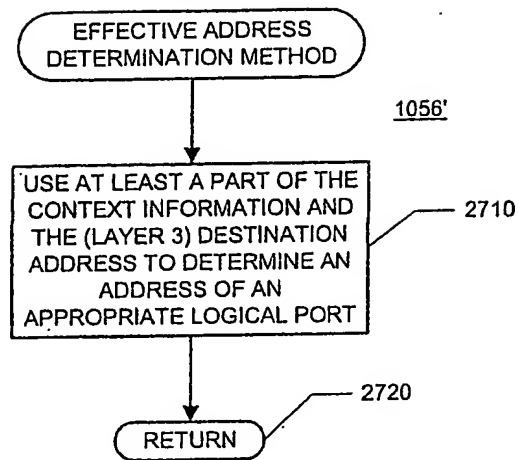 EFFECTIVE ADDRESS
DETERMINATION METHOD
1056'
USE AT LEAST A PART OF THE
CONTEXT INFORMATION AND
THE (LAYER 3) DESTINATION
ADDRESS TO DETERMINE AN
ADDRESS OF AN
APPROPRIATE LOGICAL PORT
2710
2720
RETURN